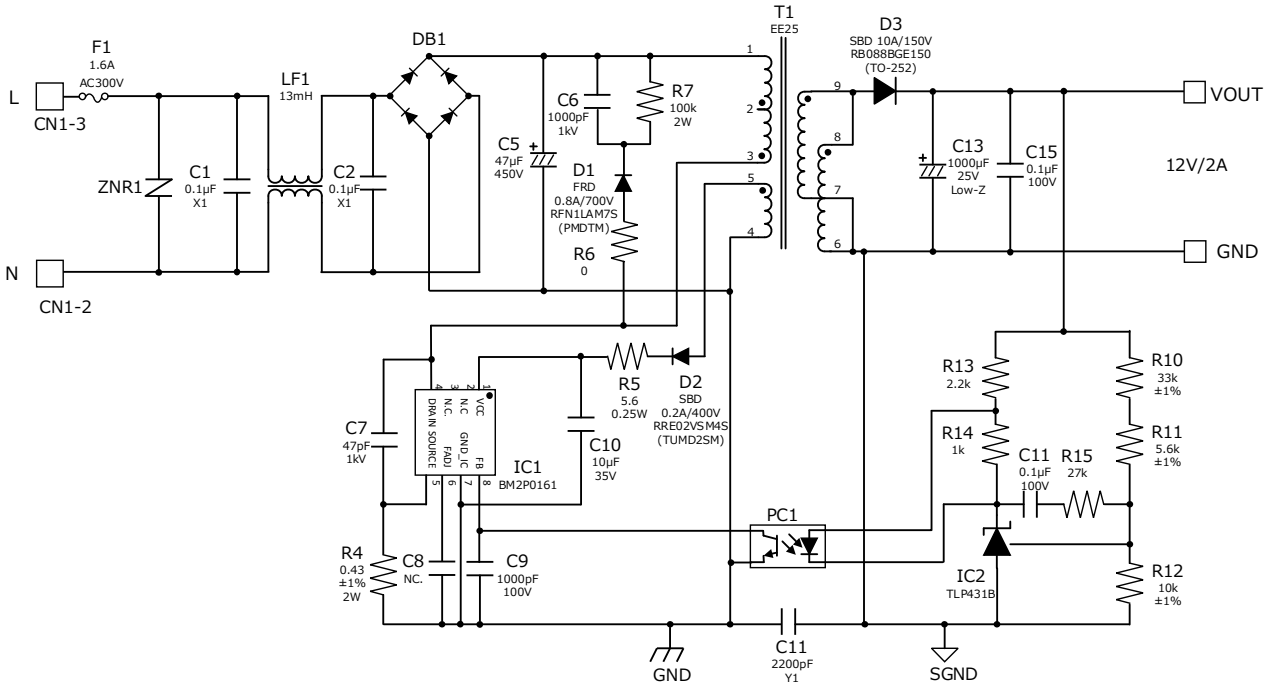 F1
1.6A
AC300V
L
CN1-3
ZNR1
C1
0.1µF
X1
LF1
13mH
C2
0.1µF
X1
N
CN1-2
DB1
C5
47µF
450V
C6
1000pF
1kV
R7
100k
2W
D1
FRD
0.8A/700V
RFN1LAM7S
(PMDTM)
R6
0
T1
EE25
1
2
3
5
4
9
8
7
6
D3
SBD 10A/150V
RB088BGE150
(TO-252)
C13
1000µF
25V
Low-Z
C15
0.1µF
100V
VOUT
12V/2A
GND
R5
5.6
0.25W
D2
SBD
0.2A/400V
RRE02VSM4S
(TUMD2SM)
C7
47pF
1kV
4
3
2
1
DRAIN
N.C.
N.C
VCC
SOURCE
FADJ
GND_IC
FB
5
6
7
8
IC1
BM2P0161
C10
10µF
35V
R4
0.43
±1%
2W
C8
NC.
C9
1000pF
100V
PC1
R13
2.2k
R14
1k
R10
33k
±1%
R11
5.6k
±1%
C11
0.1µF
100V
R15
27k
IC2
TLP431B
R12
10k
±1%
GND
C11
2200pF
Y1
SGND